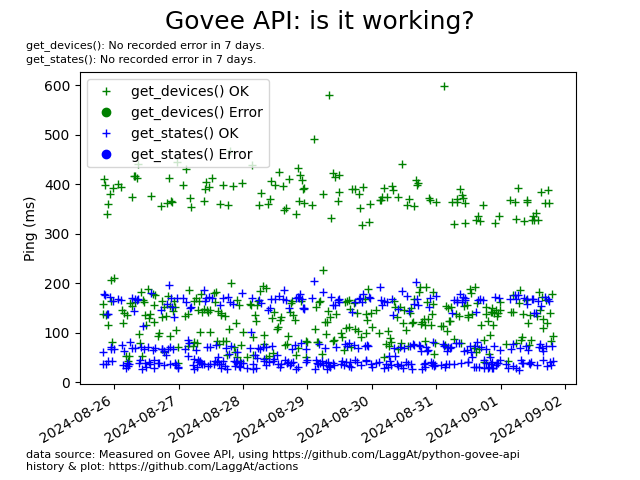 Govee API: is it working?
get_devices(): No recorded error in 7 days.
get_states(): No recorded error in 7 days.
get_devices() OK
get_devices() Error
get_states() OK
get_states() Error
Ping (ms)
600
500
400
300
200
100
0
2024-08-26
2024-08-27
2024-08-28
2024-08-29
2024-08-30
2024-08-31
2024-09-01
2024-09-02
data source: Measured on Govee API, using https://github.com/LaggAt/python-govee-api
history & plot: https://github.com/LaggAt/actions